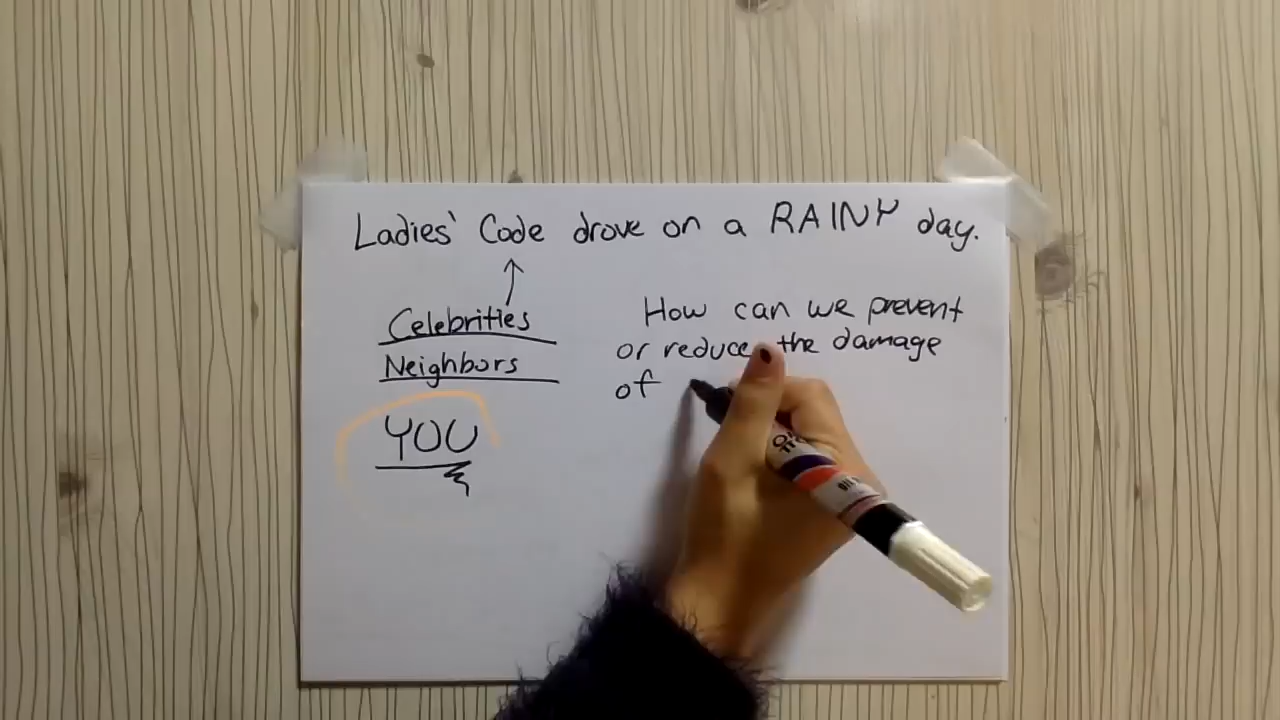 Ladies' Code drove on a RAINY day.
Celebrities
Neighbors
YOU
How can we prevent
or reduce the damage
of